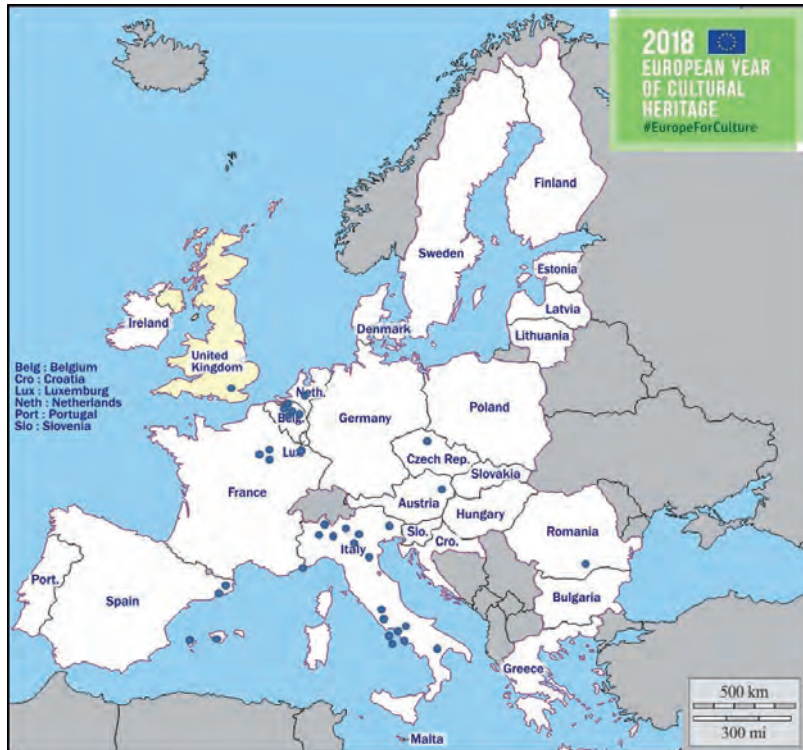 2018
EUROPEAN YEAR
OF CULTURAL
HERITAGE
#EuropeForCulture
Finland
Sweden
Estonia
Latvia
Lithuania
Ireland
Denmark
United
Kingdom
Belg : Belgium
Cro : Croatia
Lux : Luxemburg
Neth : Netherlands
Port : Portugal
Slo : Slovenia
Neth.
Belg.
Germany
Poland
Lux
Czech Rep.
Slovakia
France
Austria
Hungary
Romania
Slo.
Cro.
Italy
Port.
Spain
Bulgaria
Greece
Malta
500 km
300 mi